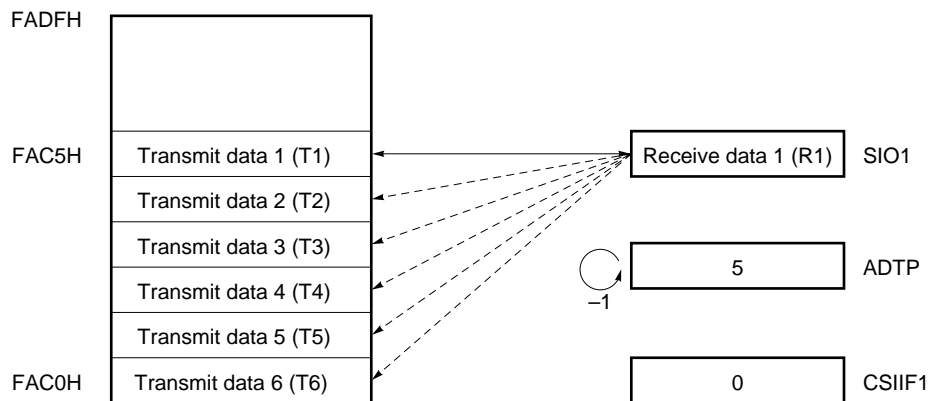 FADFH
FAC5H Transmit data 1 (T1) Receive data 1 (R1) SIO1
Transmit data 2 (T2)
Transmit data 3 (T3) 5 ADTP
Transmit data 4 (T4) –1
Transmit data 5 (T5)
FAC0H Transmit data 6 (T6) 0 CSIIF1